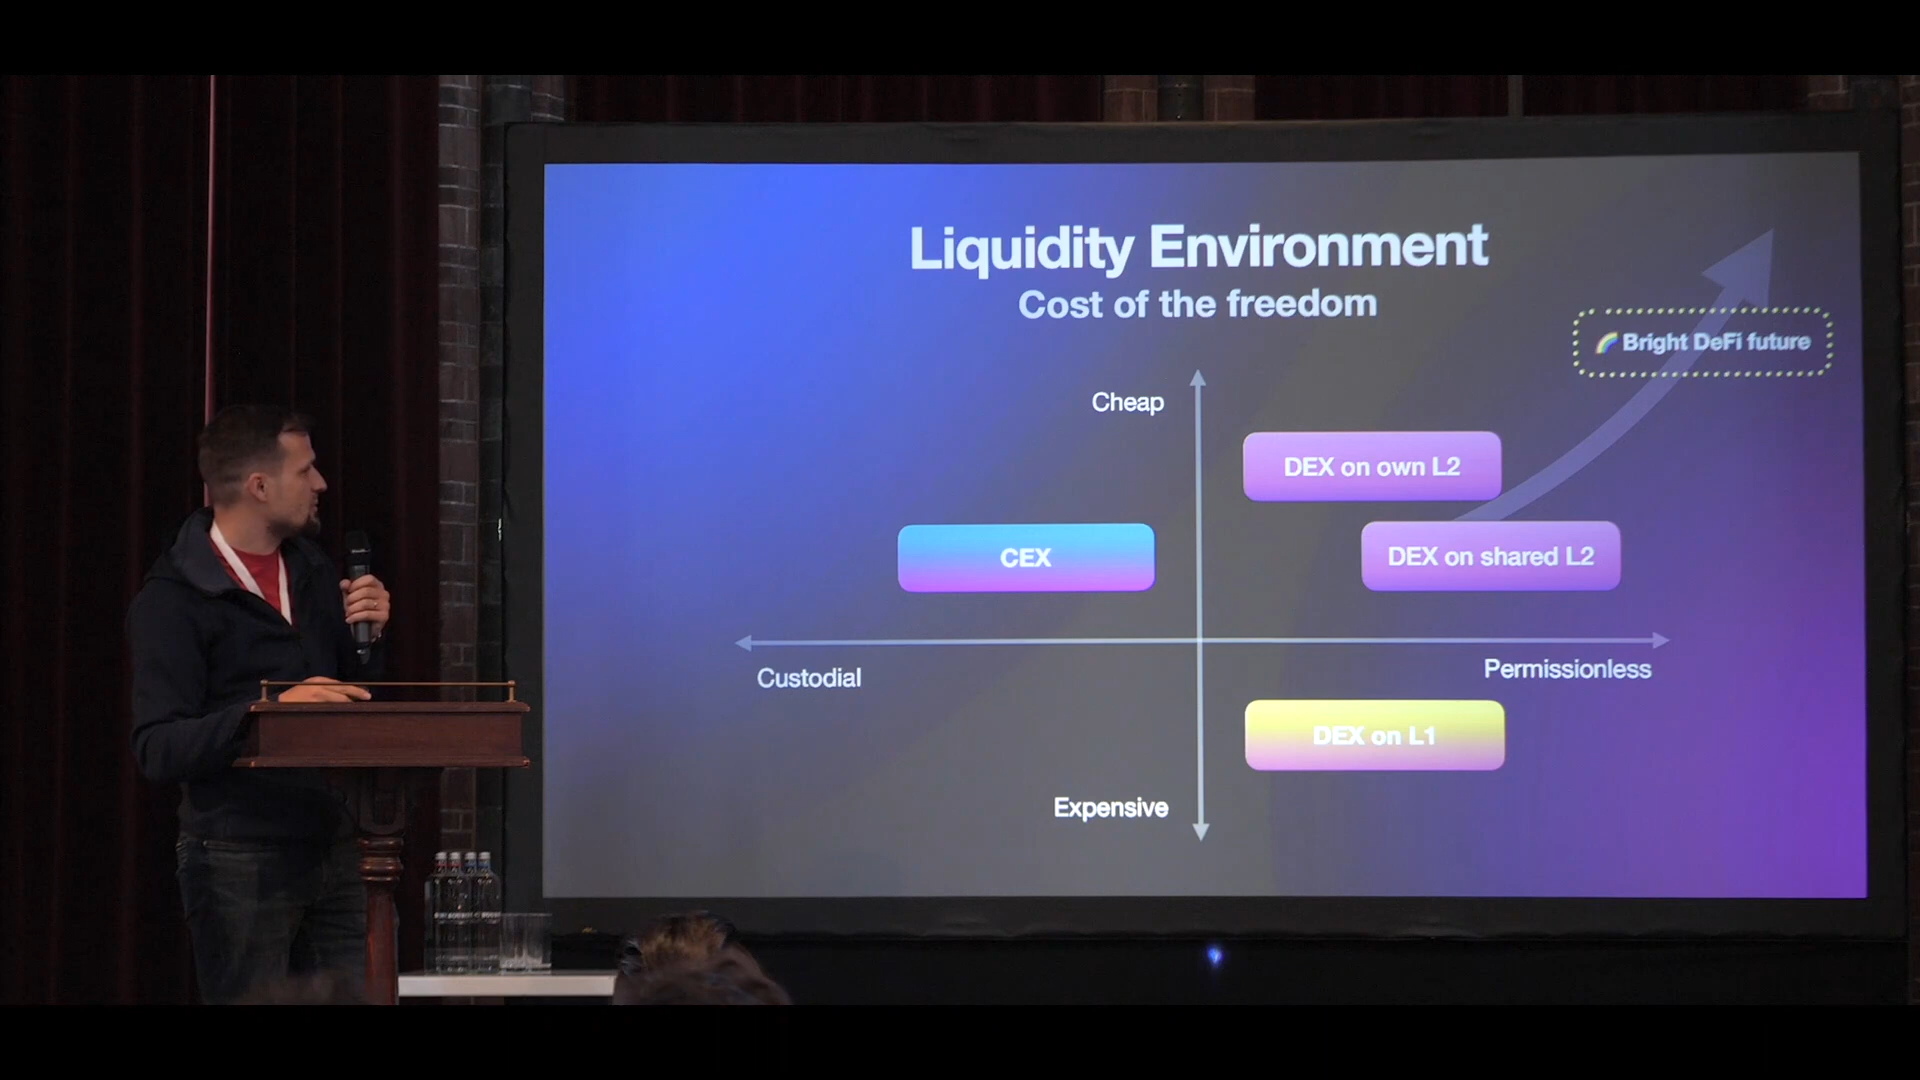 Liquidity Environment
Cost of the freedom
🌈 Bright DeFi future
Cheap
DEX on own L2
CEX
DEX on shared L2
Custodial
Permissionless
DEX on L1
Expensive